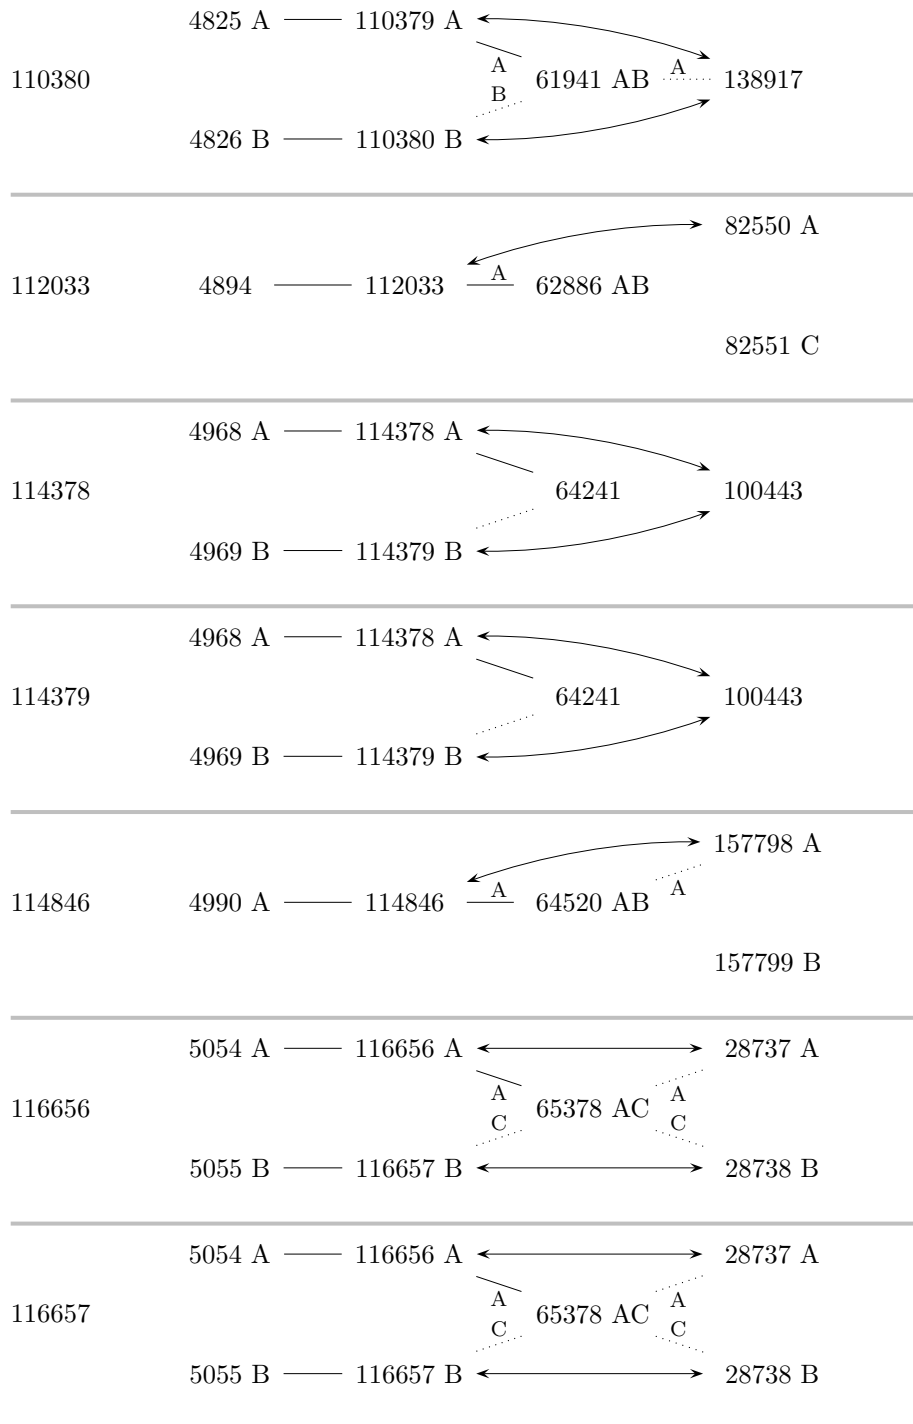 4825 A 110379 A
A
110380 61941 AB A 138917
B
4826 B 110380 B
82550 A
112033 4894 112033 A 62886 AB
82551 C
4968 A 114378 A
114378 64241 100443
4969 B 114379 B
4968 A 114378 A
114379 64241 100443
4969 B 114379 B
157798 A
114846 4990 A 114846 A 64520 AB A
157799 B
5054 A 116656 A 28737 A
A A
116656 65378 AC
C C
5055 B 116657 B 28738 B
5054 A 116656 A 28737 A
A A
116657 65378 AC
C C
5055 B 116657 B 28738 B